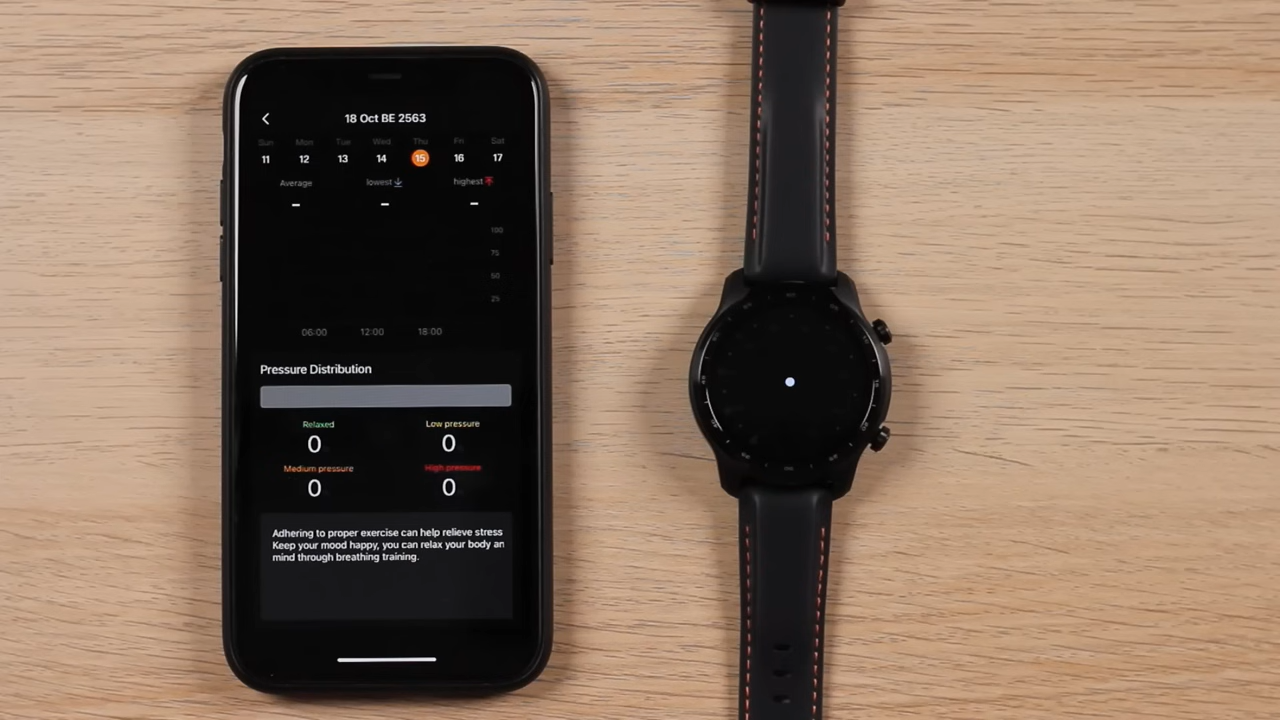 18 Oct BE 2563
Sun Mon Tue Wed Thu Fri Sat
11 12 13 14 15 16 17
Average lowest highest
– – –
100
75
50
25
06:00 12:00 18:00
Pressure Distribution
Relaxed Low pressure
0 0
Medium pressure High pressure
0 0
Adhering to proper exercise can help relieve stress
Keep your mood happy, you can relax your body an
mind through breathing training.